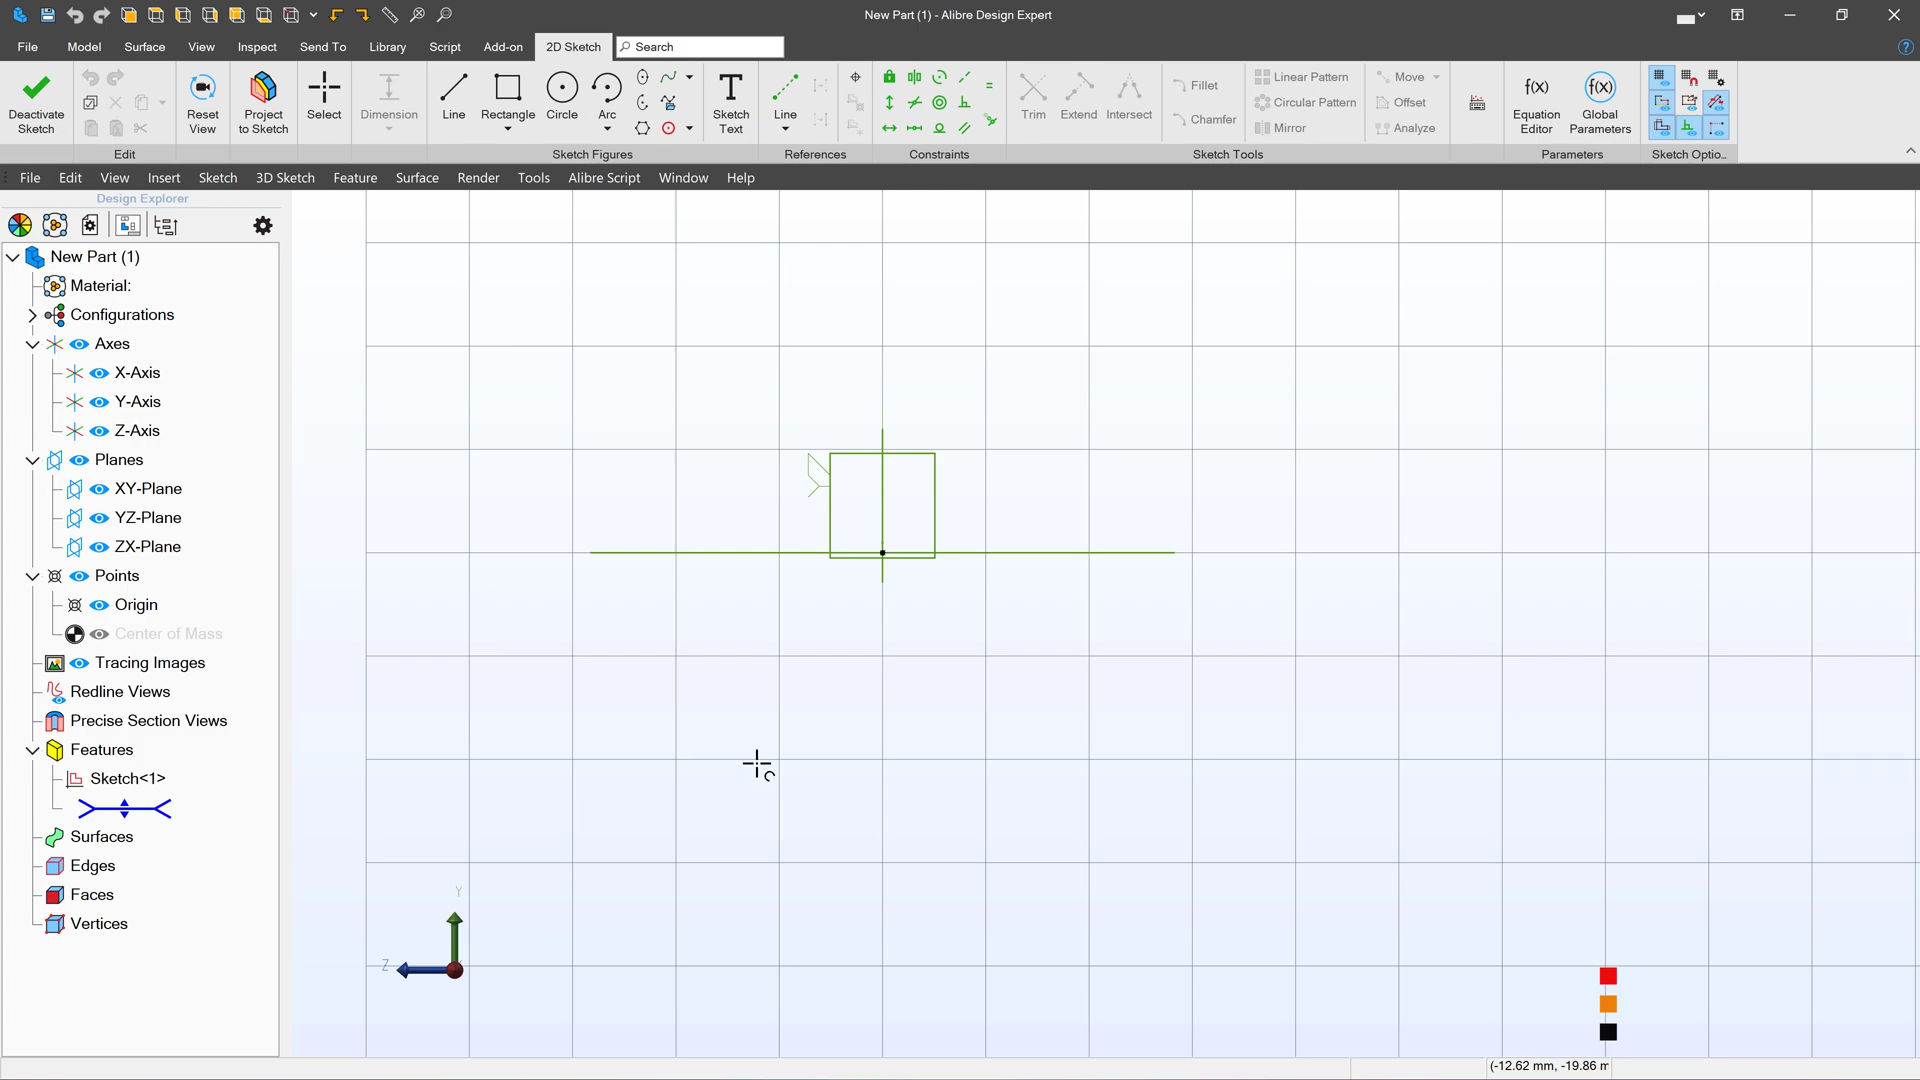 New Part (1) - Alibre Design Expert
File Model Surface View Inspect Send To Library Script Add-on 2D Sketch Search
Deactivate Sketch
Reset View
Project to Sketch
Select
Dimension
Line
Rectangle
Circle
Arc
Sketch Text
Line
Trim
Extend
Intersect
Fillet
Chamfer
Linear Pattern
Circular Pattern
Mirror
Move
Offset
Analyze
Equation Editor
Global Parameters
Edit
Sketch Figures
References
Constraints
Sketch Tools
Parameters
Sketch Optio...
File Edit View Insert Sketch 3D Sketch Feature Surface Render Tools Alibre Script Window Help
Design Explorer
New Part (1)
Material:
Configurations
Axes
X-Axis
Y-Axis
Z-Axis
Planes
XY-Plane
YZ-Plane
ZX-Plane
Points
Origin
Center of Mass
Tracing Images
Redline Views
Precise Section Views
Features
Sketch<1>
Surfaces
Edges
Faces
Vertices
Y
Z
(-12.62 mm, -19.86 m